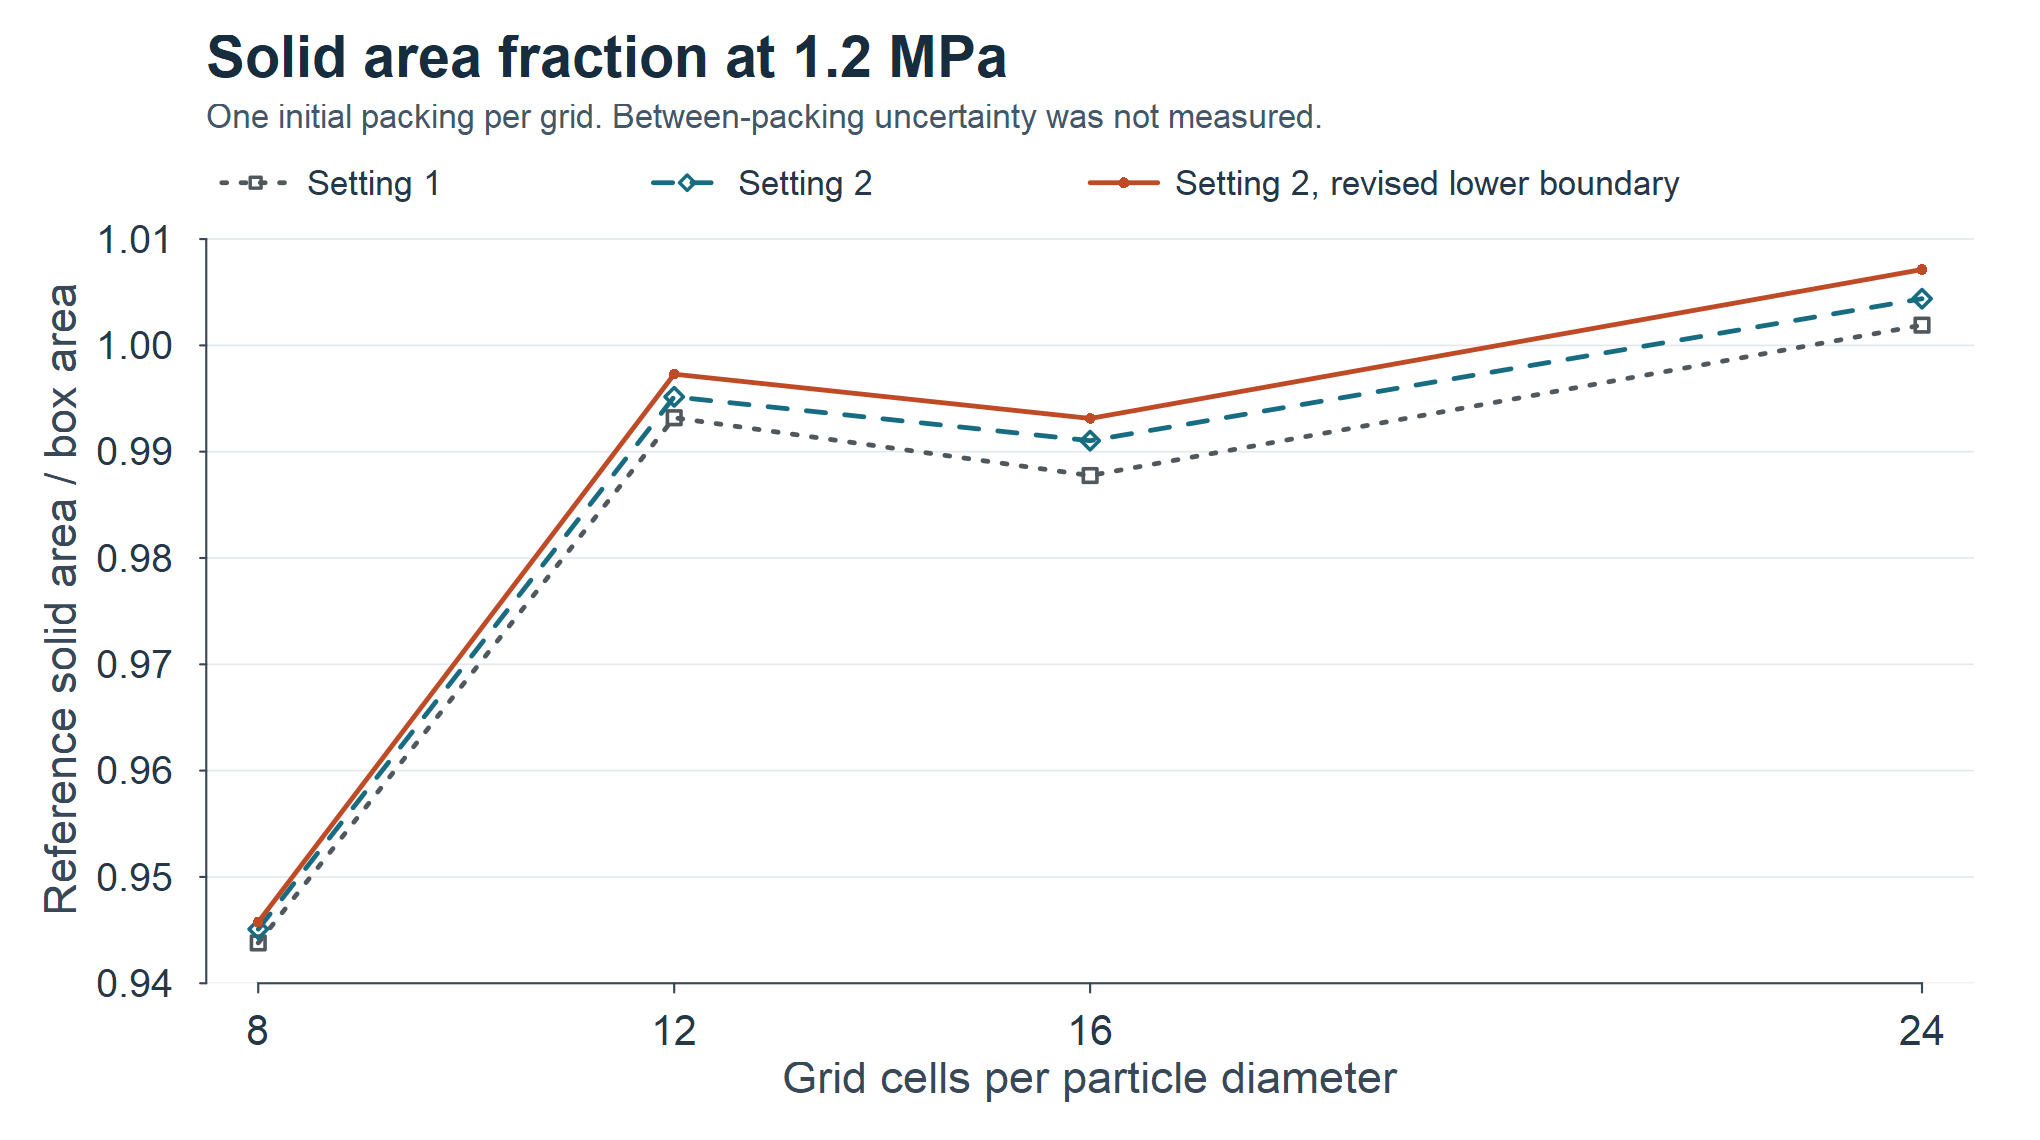 Solid area fraction at 1.2 MPa
One initial packing per grid. Between-packing uncertainty was not measured.
Setting 1
Setting 2
Setting 2, revised lower boundary
Reference solid area / box area
1.01
1.00
0.99
0.98
0.97
0.96
0.95
0.94
8
12
16
24
Grid cells per particle diameter